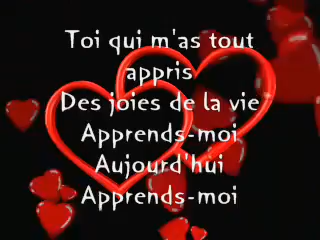 Toi qui m'as tout
appris
Des joies de la vie
Apprends-moi
Aujourd'hui
Apprends-moi